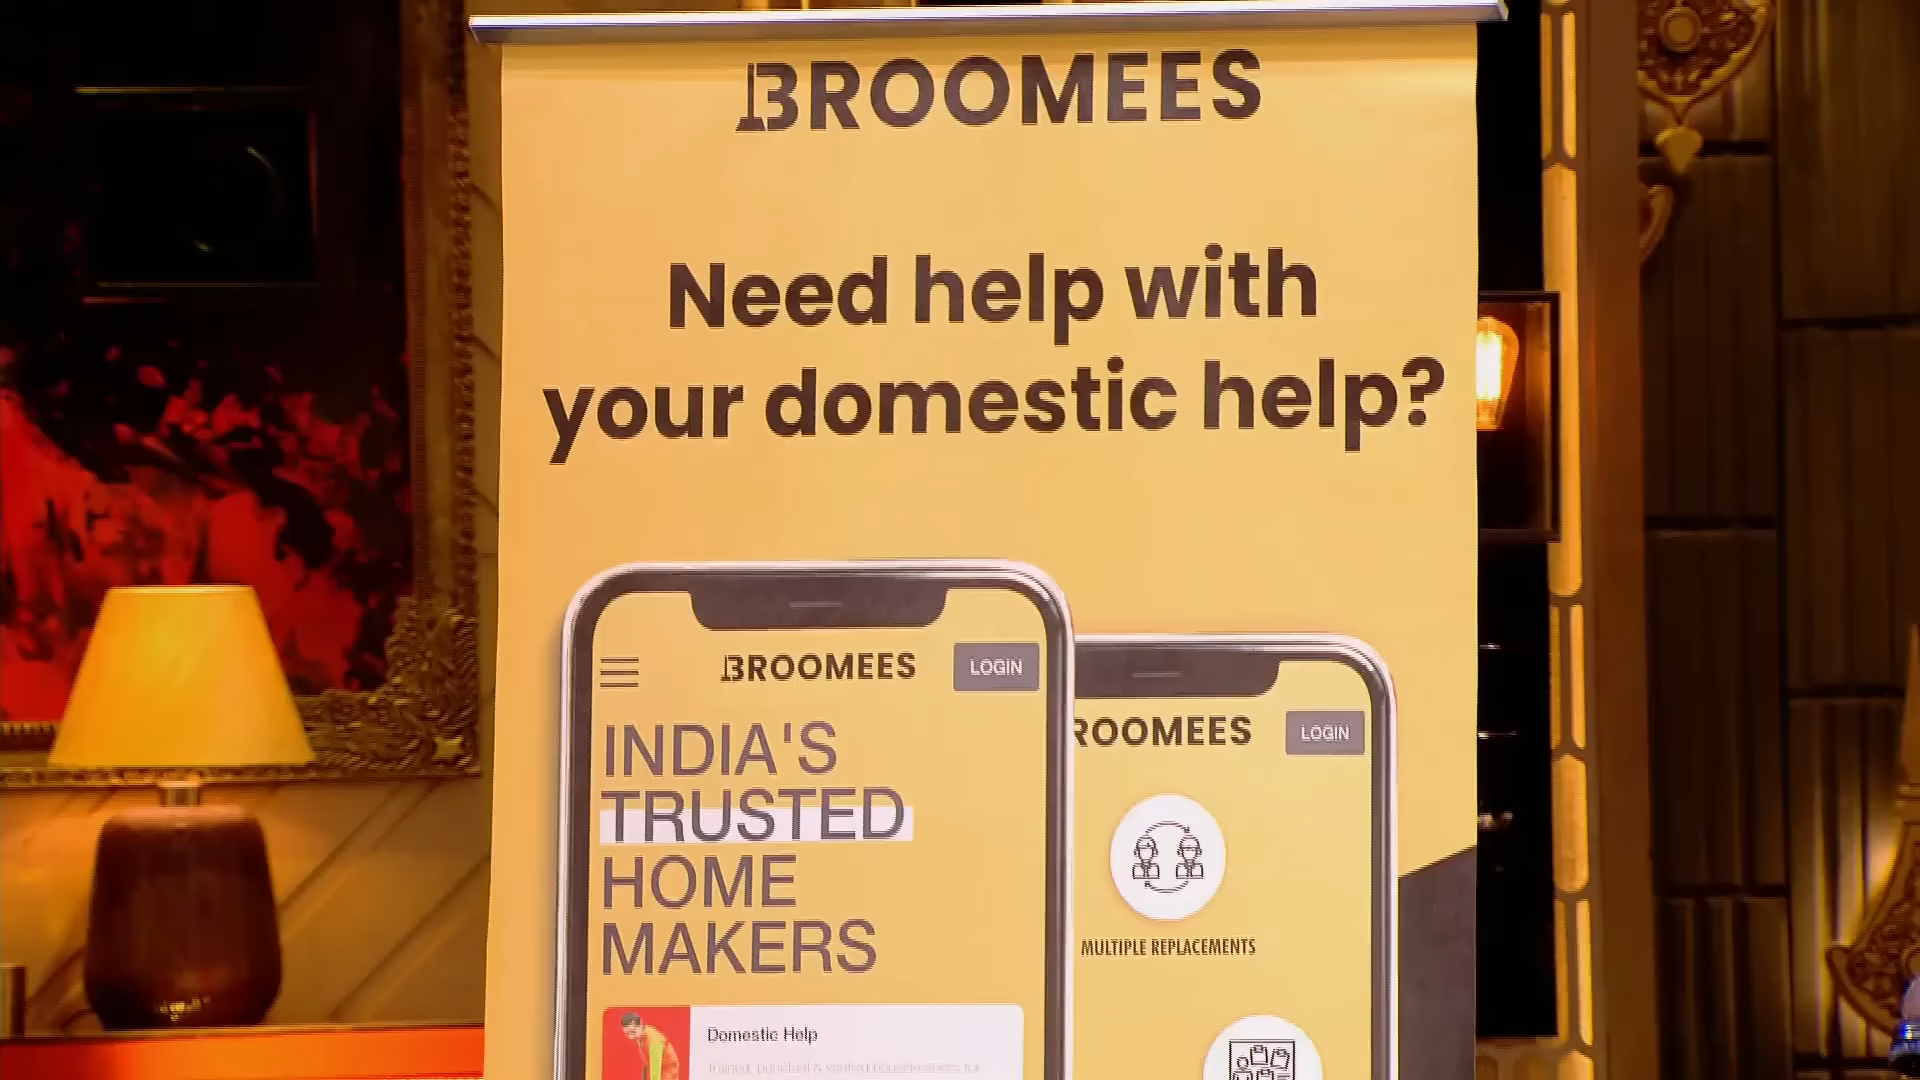 BROOMEES
Need help with
your domestic help?
BROOMEES
LOGIN
INDIA'S
TRUSTED
HOME
MAKERS
Domestic Help
ROOMEES
LOGIN
MULTIPLE REPLACEMENTS